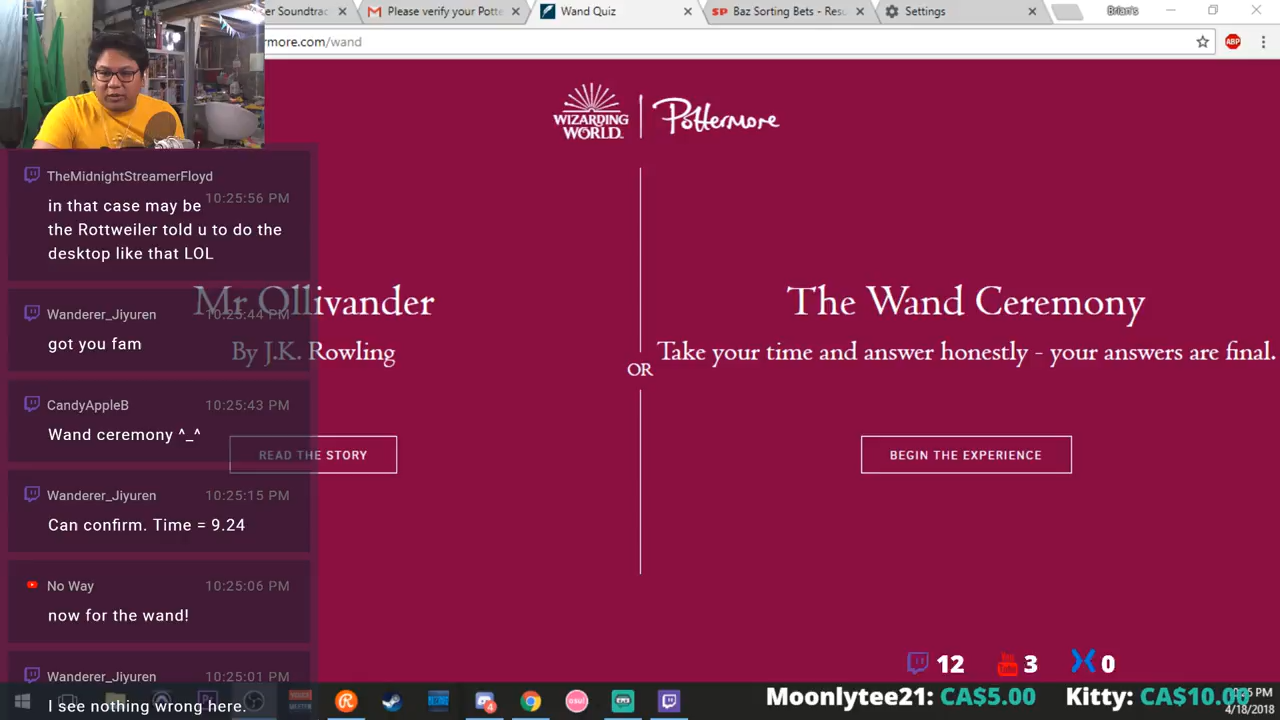 er Soundtrac
Please verify your Potte
Wand Quiz
Baz Sorting Bets - Resu
Settings
Brian's
rmore.com/wand
ABP
WIZARDING
WORLD
Pottermore
TheMidnightStreamerFloyd
10:25:56 PM
in that case may be
the Rottweiler told u to do the
desktop like that LOL
Wanderer_Jiyuren
10:25:44 PM
got you fam
CandyAppleB
10:25:43 PM
Wand ceremony ^_^
Wanderer_Jiyuren
10:25:15 PM
Can confirm. Time = 9.24
No Way
10:25:06 PM
now for the wand!
Wanderer_Jiyuren
10:25:01 PM
I see nothing wrong here.
Mr Ollivander
By J.K. Rowling
READ THE STORY
OR
The Wand Ceremony
Take your time and answer honestly - your answers are final.
BEGIN THE EXPERIENCE
12
3
0
Moonlytee21: CA$5.00
Kitty: CA$10.00
PM
4/18/2018